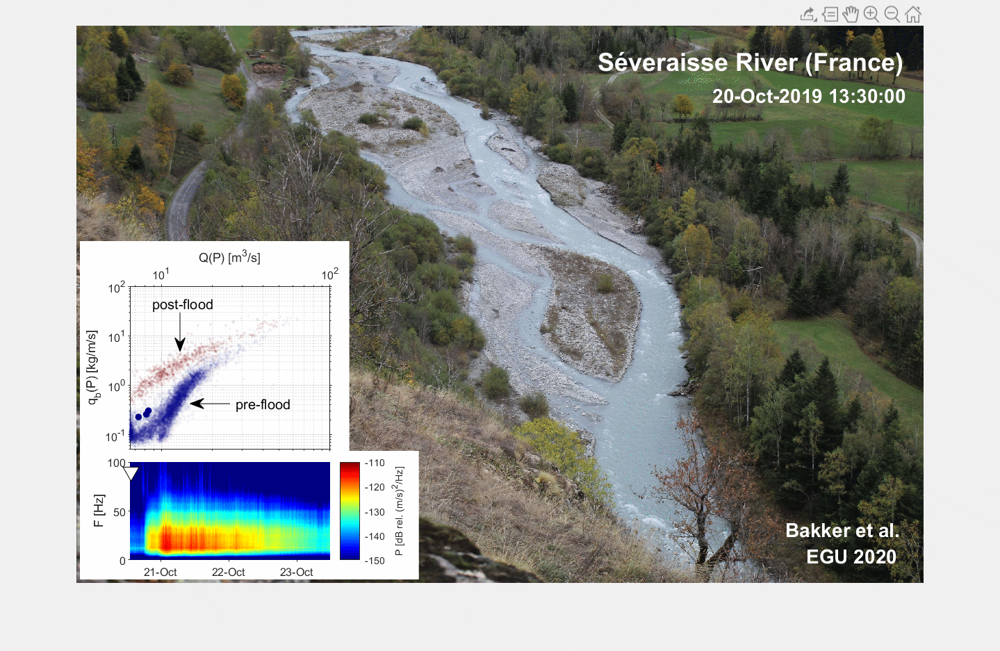 Séveraisse River (France)
20-Oct-2019 13:30:00
Q(P) [m³/s]
10¹ 10²
10²
post-flood
10¹
qb(P) [kg/m/s]
10⁰
pre-flood
10⁻¹
100
50
0
F [Hz]
21-Oct 22-Oct 23-Oct
-110
-120
-130
-140
-150
P [dB rel. (m/s)²/Hz]
Bakker et al.
EGU 2020